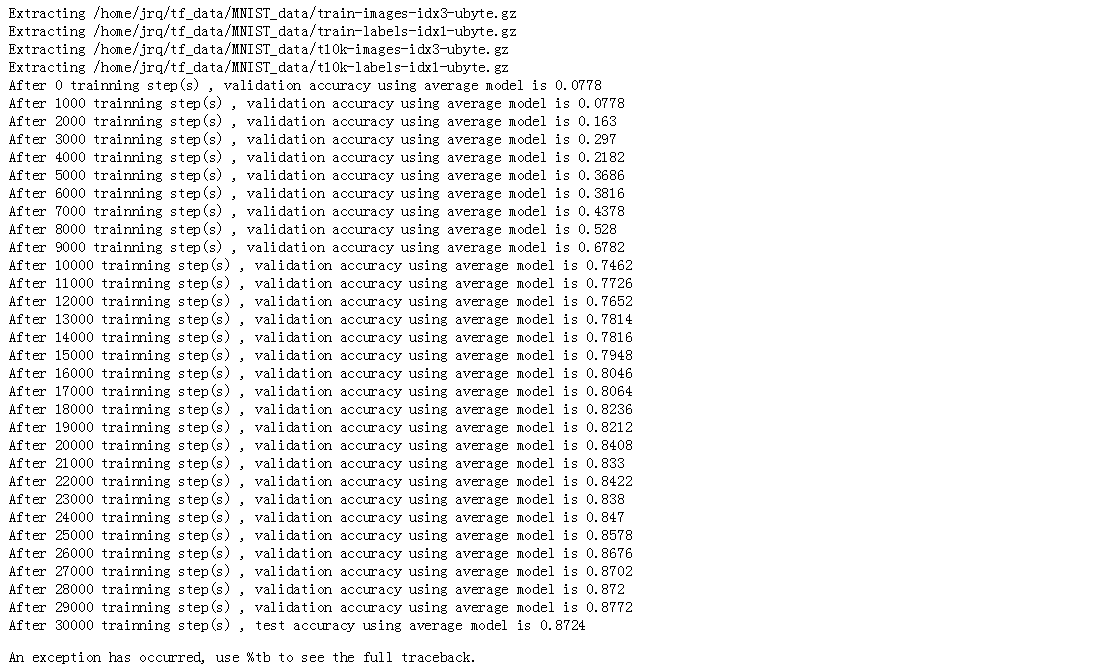 Extracting /home/jrq/tf_data/MNIST_data/train-images-idx3-ubyte.gz
Extracting /home/jrq/tf_data/MNIST_data/train-labels-idx1-ubyte.gz
Extracting /home/jrq/tf_data/MNIST_data/t10k-images-idx3-ubyte.gz
Extracting /home/jrq/tf_data/MNIST_data/t10k-labels-idx1-ubyte.gz
After 0 trainning step(s) , validation accuracy using average model is 0.0778
After 1000 trainning step(s) , validation accuracy using average model is 0.0778
After 2000 trainning step(s) , validation accuracy using average model is 0.163
After 3000 trainning step(s) , validation accuracy using average model is 0.297
After 4000 trainning step(s) , validation accuracy using average model is 0.2182
After 5000 trainning step(s) , validation accuracy using average model is 0.3686
After 6000 trainning step(s) , validation accuracy using average model is 0.3816
After 7000 trainning step(s) , validation accuracy using average model is 0.4378
After 8000 trainning step(s) , validation accuracy using average model is 0.528
After 9000 trainning step(s) , validation accuracy using average model is 0.6782
After 10000 trainning step(s) , validation accuracy using average model is 0.7462
After 11000 trainning step(s) , validation accuracy using average model is 0.7726
After 12000 trainning step(s) , validation accuracy using average model is 0.7652
After 13000 trainning step(s) , validation accuracy using average model is 0.7814
After 14000 trainning step(s) , validation accuracy using average model is 0.7816
After 15000 trainning step(s) , validation accuracy using average model is 0.7948
After 16000 trainning step(s) , validation accuracy using average model is 0.8046
After 17000 trainning step(s) , validation accuracy using average model is 0.8064
After 18000 trainning step(s) , validation accuracy using average model is 0.8236
After 19000 trainning step(s) , validation accuracy using average model is 0.8212
After 20000 trainning step(s) , validation accuracy using average model is 0.8408
After 21000 trainning step(s) , validation accuracy using average model is 0.833
After 22000 trainning step(s) , validation accuracy using average model is 0.8422
After 23000 trainning step(s) , validation accuracy using average model is 0.838
After 24000 trainning step(s) , validation accuracy using average model is 0.847
After 25000 trainning step(s) , validation accuracy using average model is 0.8578
After 26000 trainning step(s) , validation accuracy using average model is 0.8676
After 27000 trainning step(s) , validation accuracy using average model is 0.8702
After 28000 trainning step(s) , validation accuracy using average model is 0.872
After 29000 trainning step(s) , validation accuracy using average model is 0.8772
After 30000 trainning step(s) , test accuracy using average model is 0.8724
An exception has occurred, use %tb to see the full traceback.